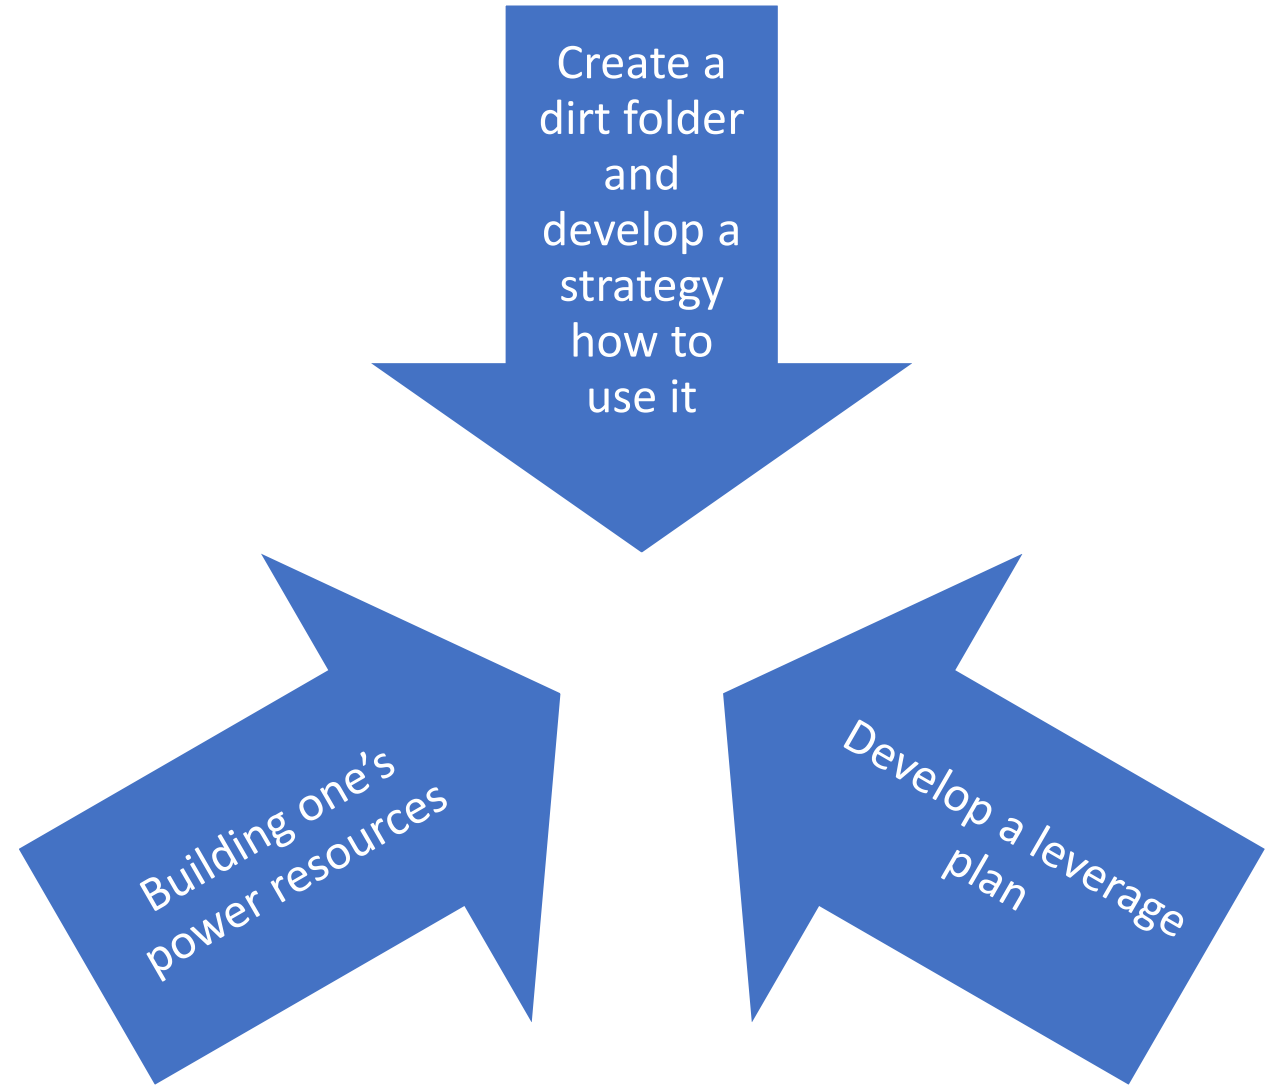 Create a
dirt folder
and
develop a
strategy
how to
use it
Building one’s
power resources
Develop a leverage
plan